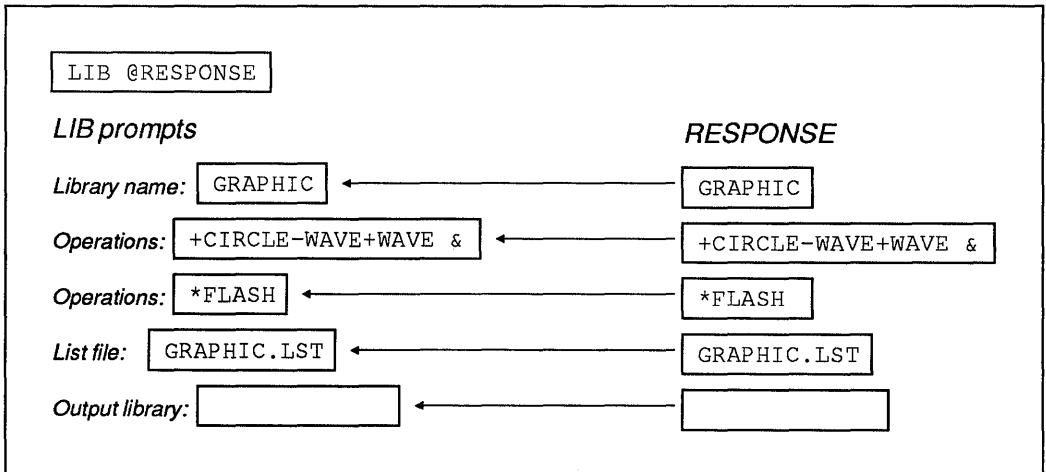 LIB @RESPONSE
LIB prompts RESPONSE
Library name: GRAPHIC GRAPHIC
Operations: +CIRCLE-WAVE+WAVE & +CIRCLE-WAVE+WAVE &
Operations: *FLASH *FLASH
List file: GRAPHIC.LST GRAPHIC.LST
Output library: